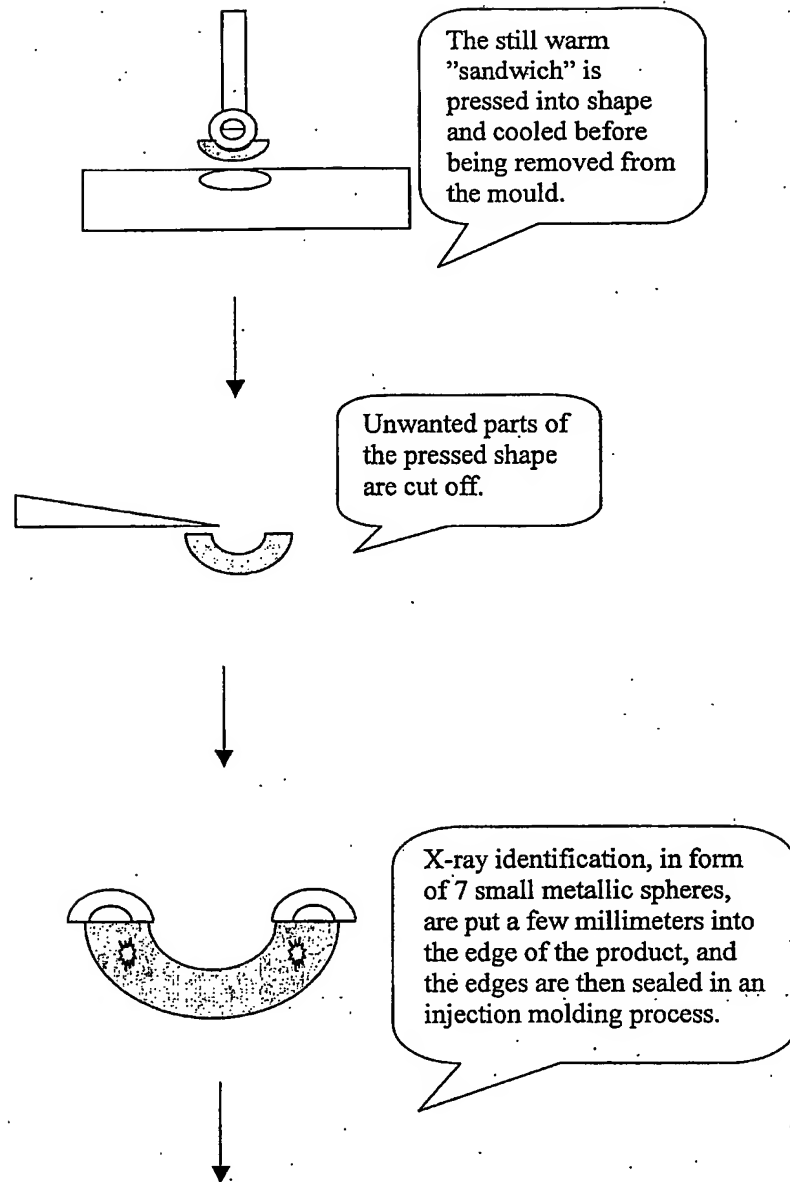 The still warm
”sandwich” is
pressed into shape
and cooled before
being removed from
the mould.
Unwanted parts of
the pressed shape
are cut off.
X-ray identification, in form
of 7 small metallic spheres,
are put a few millimeters into
the edge of the product, and
the edges are then sealed in an
injection molding process.